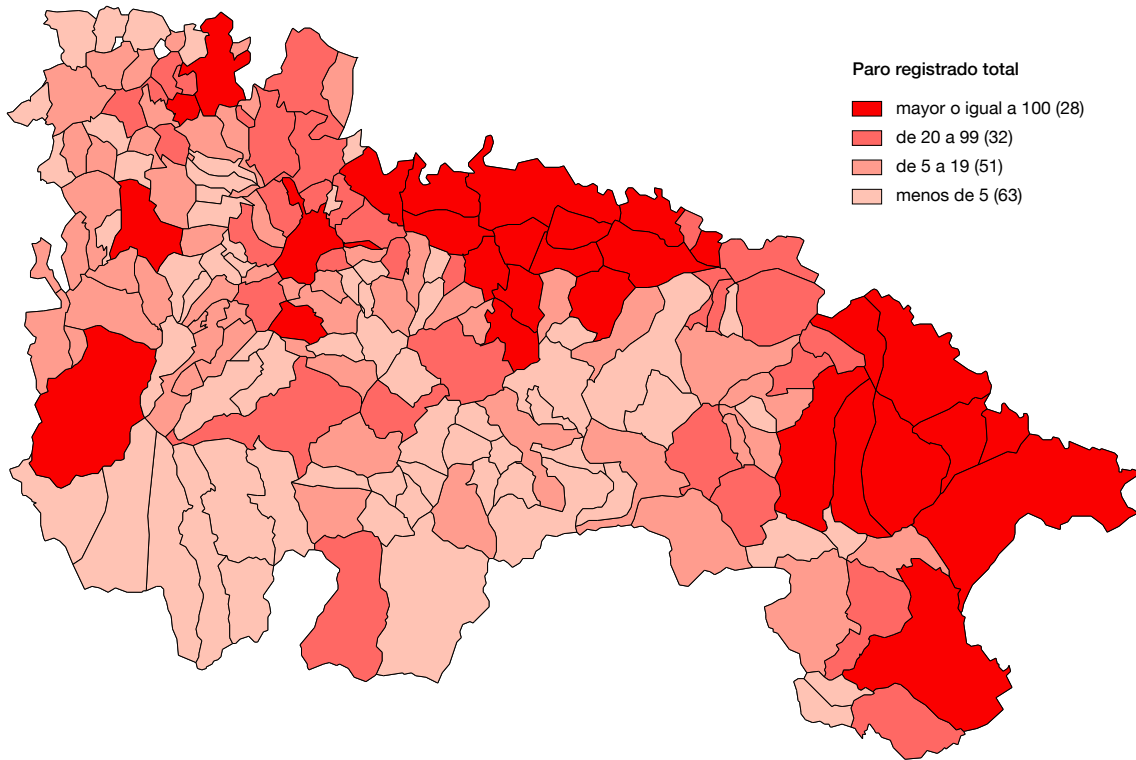 Paro registrado total
mayor o igual a 100 (28)
de 20 a 99 (32)
de 5 a 19 (51)
menos de 5 (63)